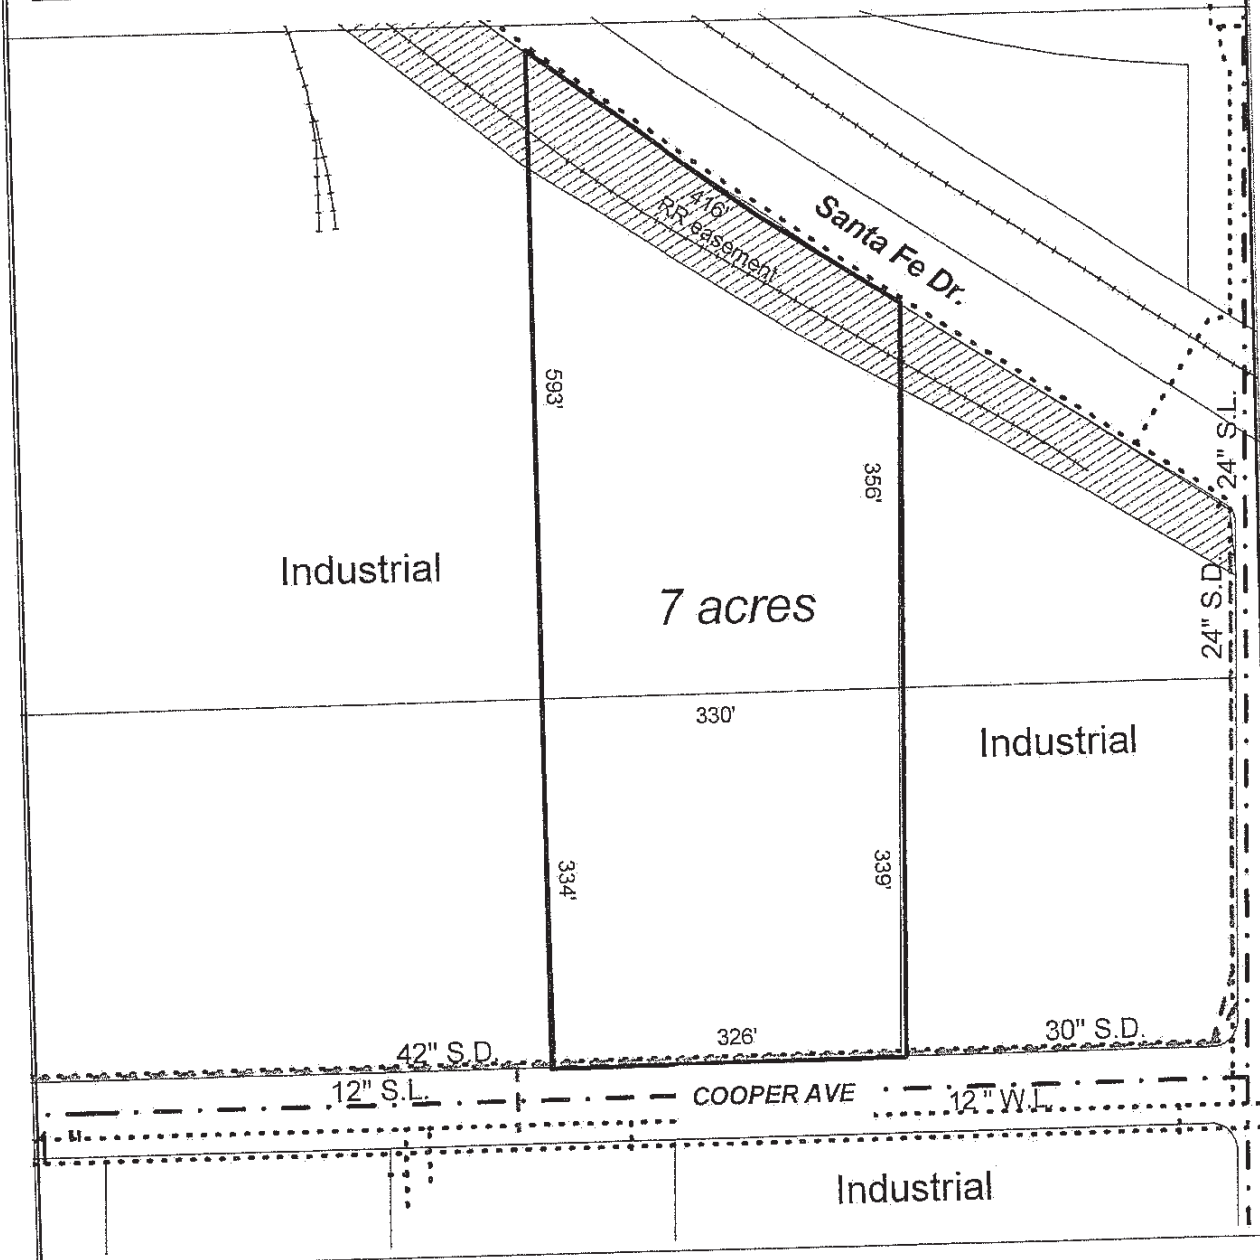 416'
RR easement
Santa Fe Dr.
593'
356'
24" S.L.
Industrial
7 acres
24" S.D.
330'
Industrial
334'
339'
326'
42" S.D.
30" S.D.
12" S.L.
COOPER AVE
12" W.L.
Industrial